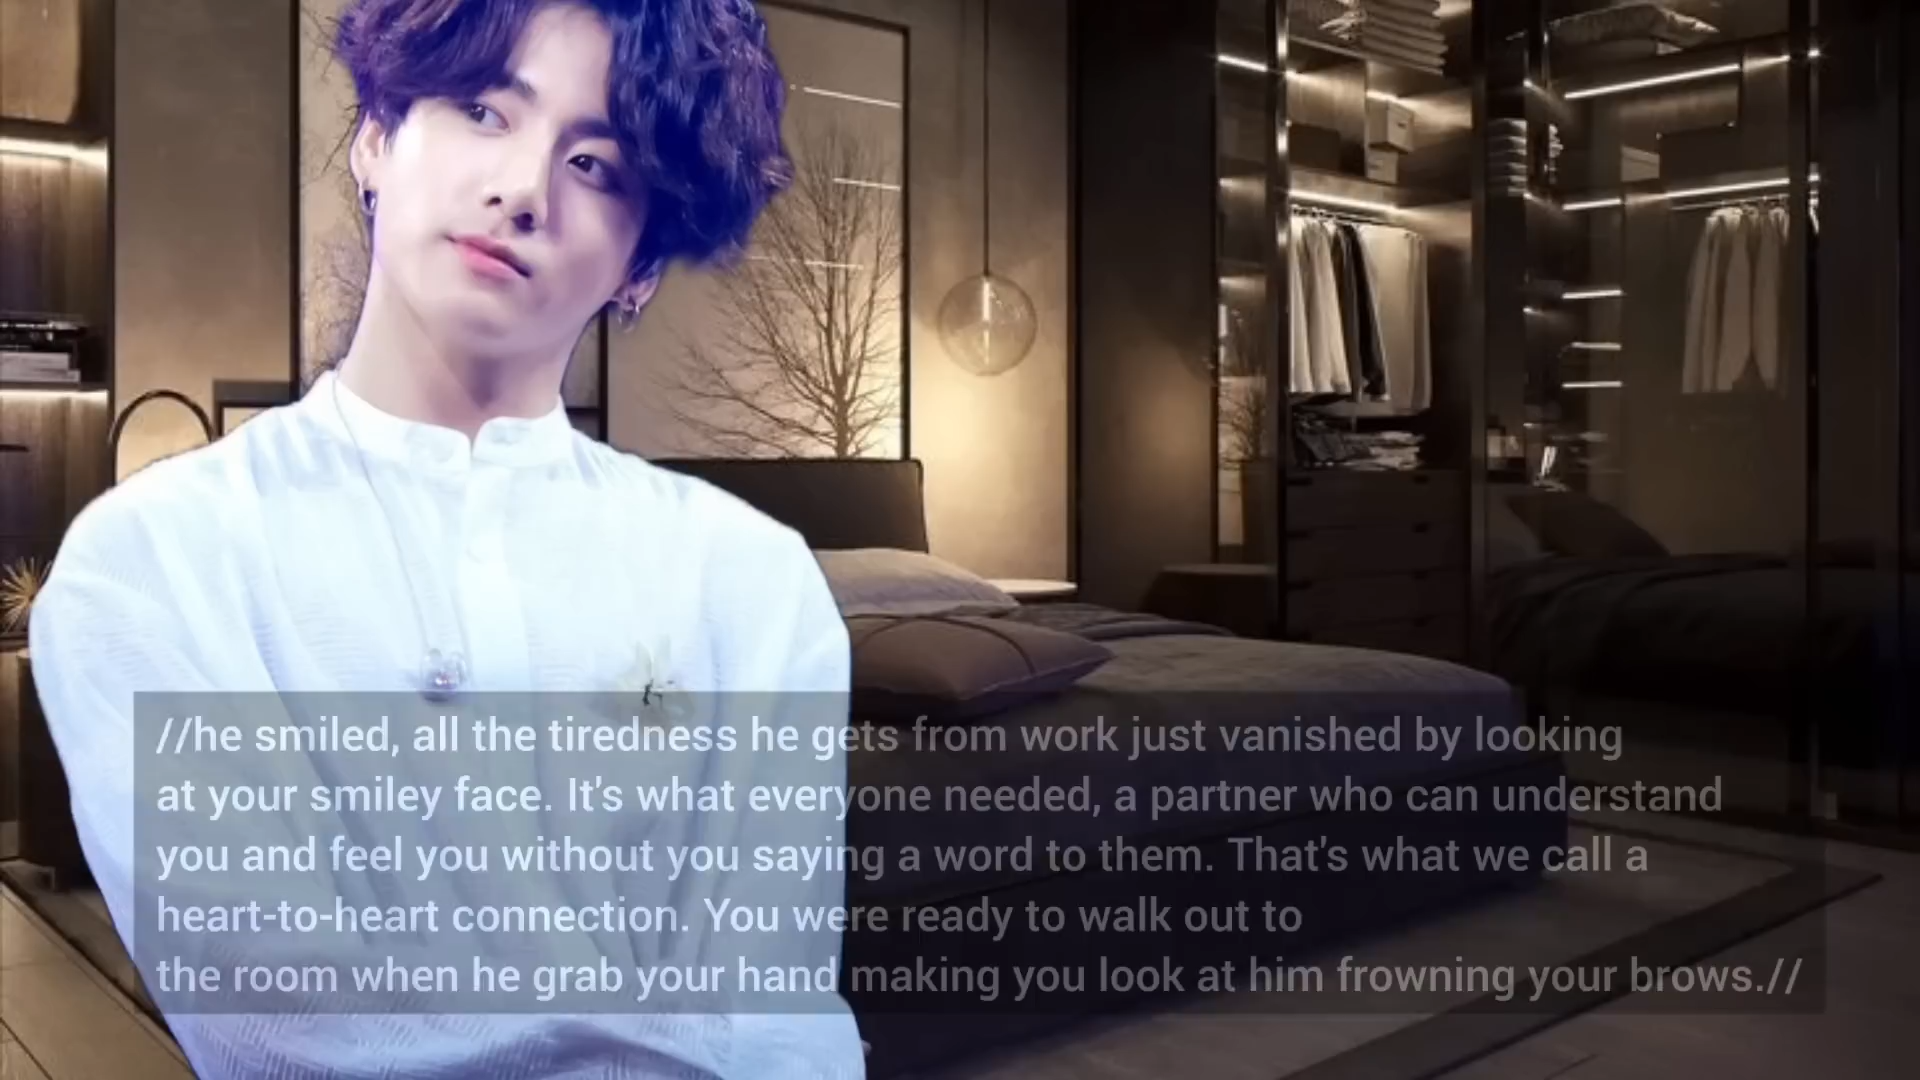 //he smiled, all the tiredness he gets from work just vanished by looking
at your smiley face. It's what everyone needed, a partner who can understand
you and feel you without you saying a word to them. That's what we call a
heart-to-heart connection. You were ready to walk out to
the room when he grab your hand making you look at him frowning your brows.//